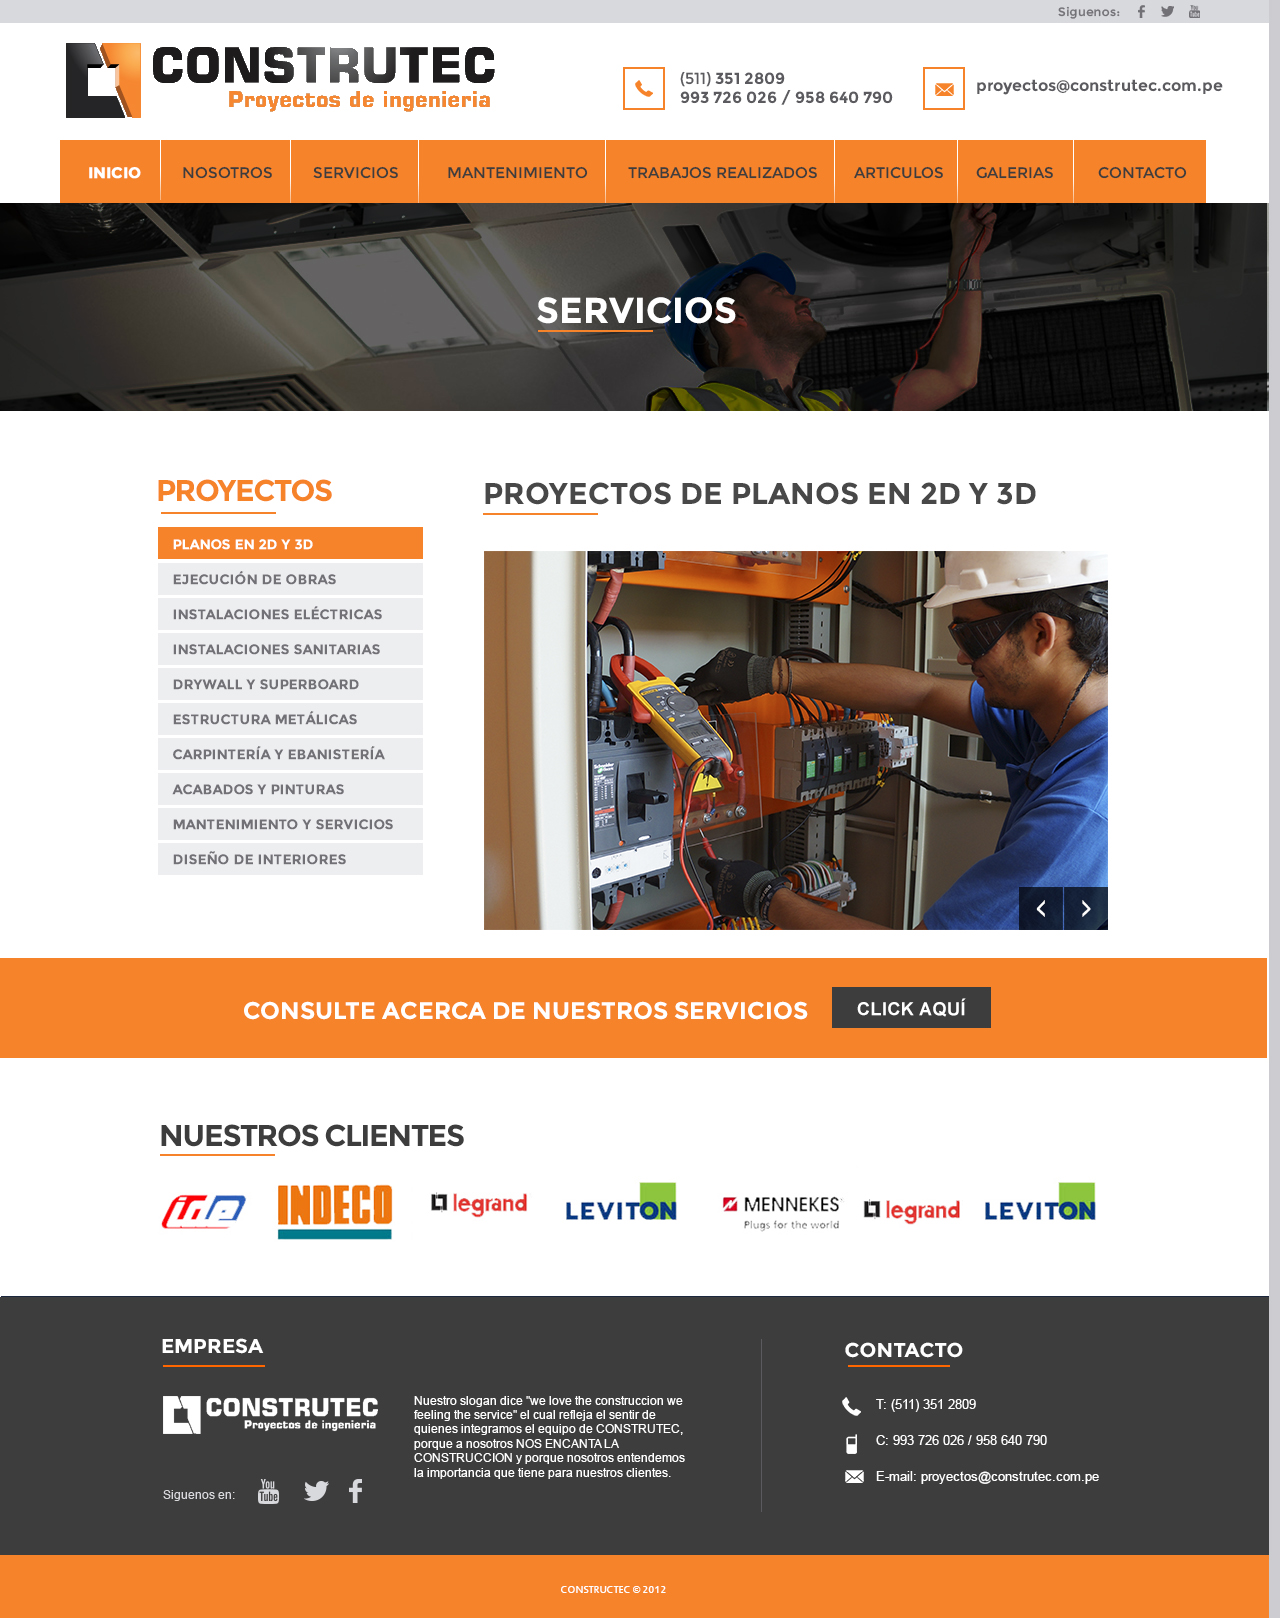 Siguenos:
CONSTRUTEC
Proyectos de ingenieria
(511) 351 2809
993 726 026 / 958 640 790
proyectos@construtec.com.pe
INICIO NOSOTROS SERVICIOS MANTENIMIENTO TRABAJOS REALIZADOS ARTICULOS GALERIAS CONTACTO
SERVICIOS
PROYECTOS
PLANOS EN 2D Y 3D
EJECUCIÓN DE OBRAS
INSTALACIONES ELÉCTRICAS
INSTALACIONES SANITARIAS
DRYWALL Y SUPERBOARD
ESTRUCTURA METÁLICAS
CARPINTERÍA Y EBANISTERÍA
ACABADOS Y PINTURAS
MANTENIMIENTO Y SERVICIOS
DISEÑO DE INTERIORES
PROYECTOS DE PLANOS EN 2D Y 3D
CONSULTE ACERCA DE NUESTROS SERVICIOS
CLICK AQUÍ
NUESTROS CLIENTES
INDECO
legrand
LEVITON
MENNEKES
Plugs for the world
legrand
LEVITON
EMPRESA
CONSTRUTEC
Proyectos de ingenieria
Siguenos en:
You
Tube
Nuestro slogan dice "we love the construccion we
feeling the service" el cual refleja el sentir de
quienes integramos el equipo de CONSTRUTEC,
porque a nosotros NOS ENCANTA LA
CONSTRUCCION y porque nosotros entendemos
la importancia que tiene para nuestros clientes.
CONTACTO
T: (511) 351 2809
C: 993 726 026 / 958 640 790
E-mail: proyectos@construtec.com.pe
CONSTRUCTEC © 2012